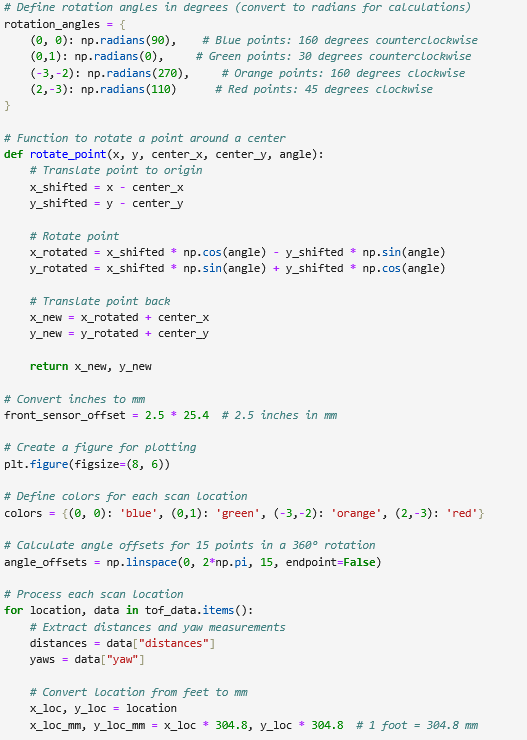 # Define rotation angles in degrees (convert to radians for calculations)
rotation_angles = {
    (0, 0): np.radians(90),    # Blue points: 160 degrees counterclockwise
    (0,1): np.radians(0),     # Green points: 30 degrees counterclockwise
    (-3,-2): np.radians(270),     # Orange points: 160 degrees clockwise
    (2,-3): np.radians(110)      # Red points: 45 degrees clockwise
}

# Function to rotate a point around a center
def rotate_point(x, y, center_x, center_y, angle):
    # Translate point to origin
    x_shifted = x - center_x
    y_shifted = y - center_y

    # Rotate point
    x_rotated = x_shifted * np.cos(angle) - y_shifted * np.sin(angle)
    y_rotated = x_shifted * np.sin(angle) + y_shifted * np.cos(angle)

    # Translate point back
    x_new = x_rotated + center_x
    y_new = y_rotated + center_y

    return x_new, y_new

# Convert inches to mm
front_sensor_offset = 2.5 * 25.4  # 2.5 inches in mm

# Create a figure for plotting
plt.figure(figsize=(8, 6))

# Define colors for each scan location
colors = {(0, 0): 'blue', (0,1): 'green', (-3,-2): 'orange', (2,-3): 'red'}

# Calculate angle offsets for 15 points in a 360° rotation
angle_offsets = np.linspace(0, 2*np.pi, 15, endpoint=False)

# Process each scan location
for location, data in tof_data.items():
    # Extract distances and yaw measurements
    distances = data["distances"]
    yaws = data["yaw"]

    # Convert location from feet to mm
    x_loc, y_loc = location
    x_loc_mm, y_loc_mm = x_loc * 304.8, y_loc * 304.8  # 1 foot = 304.8 mm